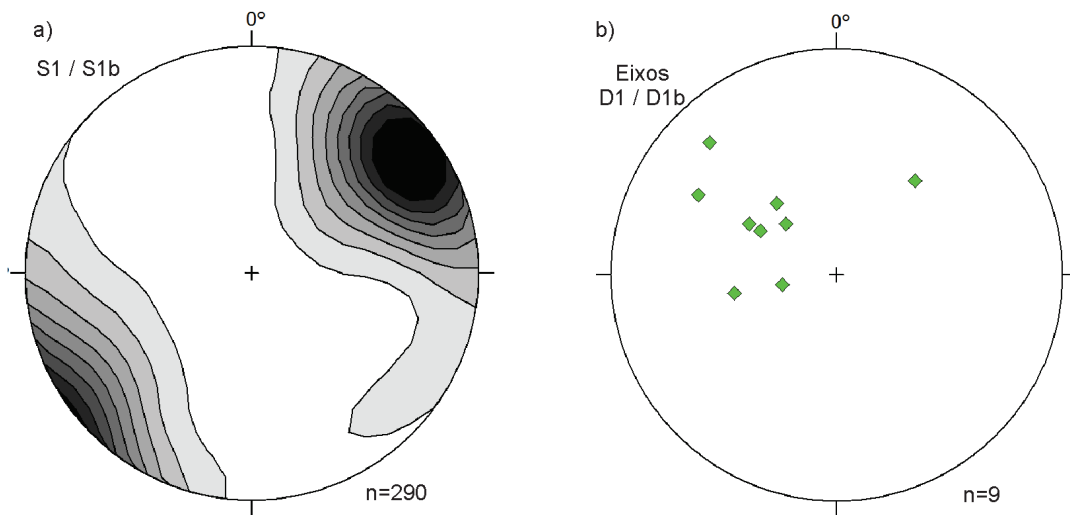 a)
0°
S1 / S1b
n=290
b)
0°
Eixos
D1 / D1b
n=9